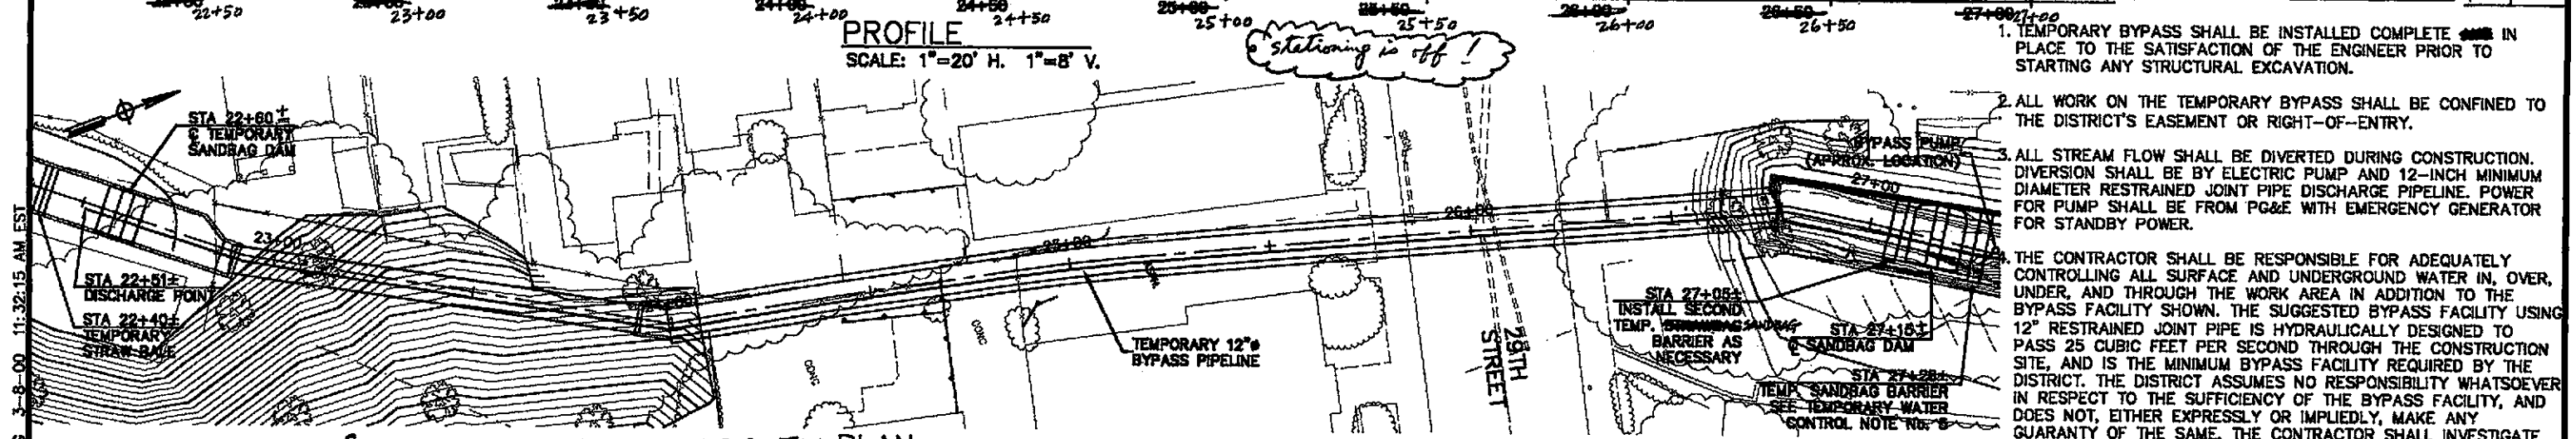 22+50 23+00 23+50 24+00 24+50 25+00 25+50 26+00 26+50 27+00
PROFILE
SCALE: 1"=20' H. 1"=8' V.
stationing is off !
STA 22+60 ±
℄ TEMPORARY
SANDBAG DAM
STA 22+51±
DISCHARGE POINT
STA 22+40±
TEMPORARY
STRAW BALE
23+00
24+00
25+00
26+00
27+00
CONC
CONC
TEMPORARY 12"ø
BYPASS PIPELINE
29TH
STREET
BYPASS PUMP
(APPROX. LOCATION)
STA 27+05±
INSTALL SECOND
TEMP. SANDBAG
BARRIER AS
NECESSARY
STA 27+15±
℄ SANDBAG DAM
STA 27+28±
TEMP. SANDBAG BARRIER
SEE TEMPORARY WATER
CONTROL NOTE No. 5
3-8-00 11:32:15 AM EST
PLAN
1. TEMPORARY BYPASS SHALL BE INSTALLED COMPLETE IN
PLACE TO THE SATISFACTION OF THE ENGINEER PRIOR TO
STARTING ANY STRUCTURAL EXCAVATION.
2. ALL WORK ON THE TEMPORARY BYPASS SHALL BE CONFINED TO
THE DISTRICT'S EASEMENT OR RIGHT-OF-ENTRY.
3. ALL STREAM FLOW SHALL BE DIVERTED DURING CONSTRUCTION.
DIVERSION SHALL BE BY ELECTRIC PUMP AND 12-INCH MINIMUM
DIAMETER RESTRAINED JOINT PIPE DISCHARGE PIPELINE. POWER
FOR PUMP SHALL BE FROM PG&E WITH EMERGENCY GENERATOR
FOR STANDBY POWER.
4. THE CONTRACTOR SHALL BE RESPONSIBLE FOR ADEQUATELY
CONTROLLING ALL SURFACE AND UNDERGROUND WATER IN, OVER,
UNDER, AND THROUGH THE WORK AREA IN ADDITION TO THE
BYPASS FACILITY SHOWN. THE SUGGESTED BYPASS FACILITY USING
12" RESTRAINED JOINT PIPE IS HYDRAULICALLY DESIGNED TO
PASS 25 CUBIC FEET PER SECOND THROUGH THE CONSTRUCTION
SITE, AND IS THE MINIMUM BYPASS FACILITY REQUIRED BY THE
DISTRICT. THE DISTRICT ASSUMES NO RESPONSIBILITY WHATSOEVER
IN RESPECT TO THE SUFFICIENCY OF THE BYPASS FACILITY, AND
DOES NOT, EITHER EXPRESSLY OR IMPLIEDLY, MAKE ANY
GUARANTY OF THE SAME. THE CONTRACTOR SHALL INVESTIGATE